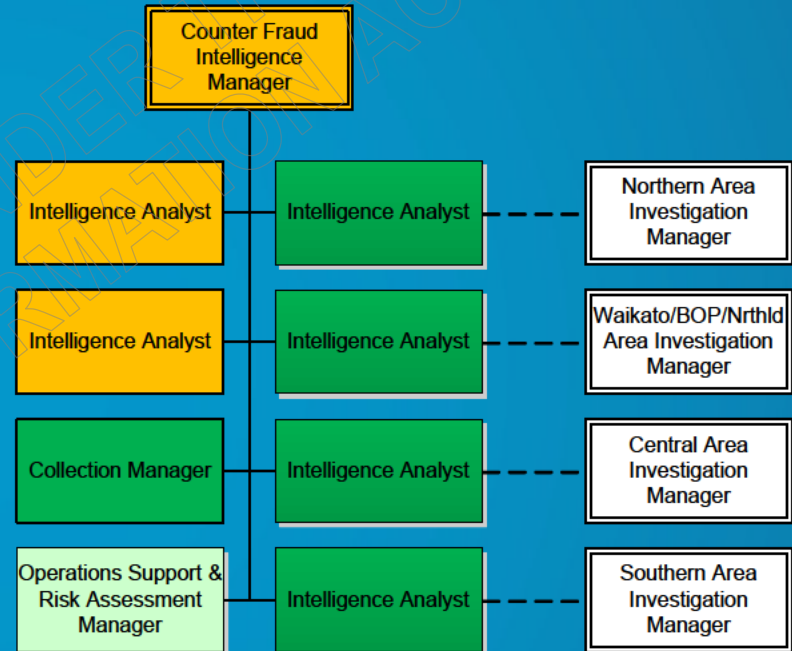 Counter Fraud
Intelligence
Manager
Intelligence Analyst
Intelligence Analyst
Northern Area
Investigation
Manager
Intelligence Analyst
Intelligence Analyst
Waikato/BOP/Nrthld
Area Investigation
Manager
Collection Manager
Intelligence Analyst
Central Area
Investigation
Manager
Operations Support &
Risk Assessment
Manager
Intelligence Analyst
Southern Area
Investigation
Manager